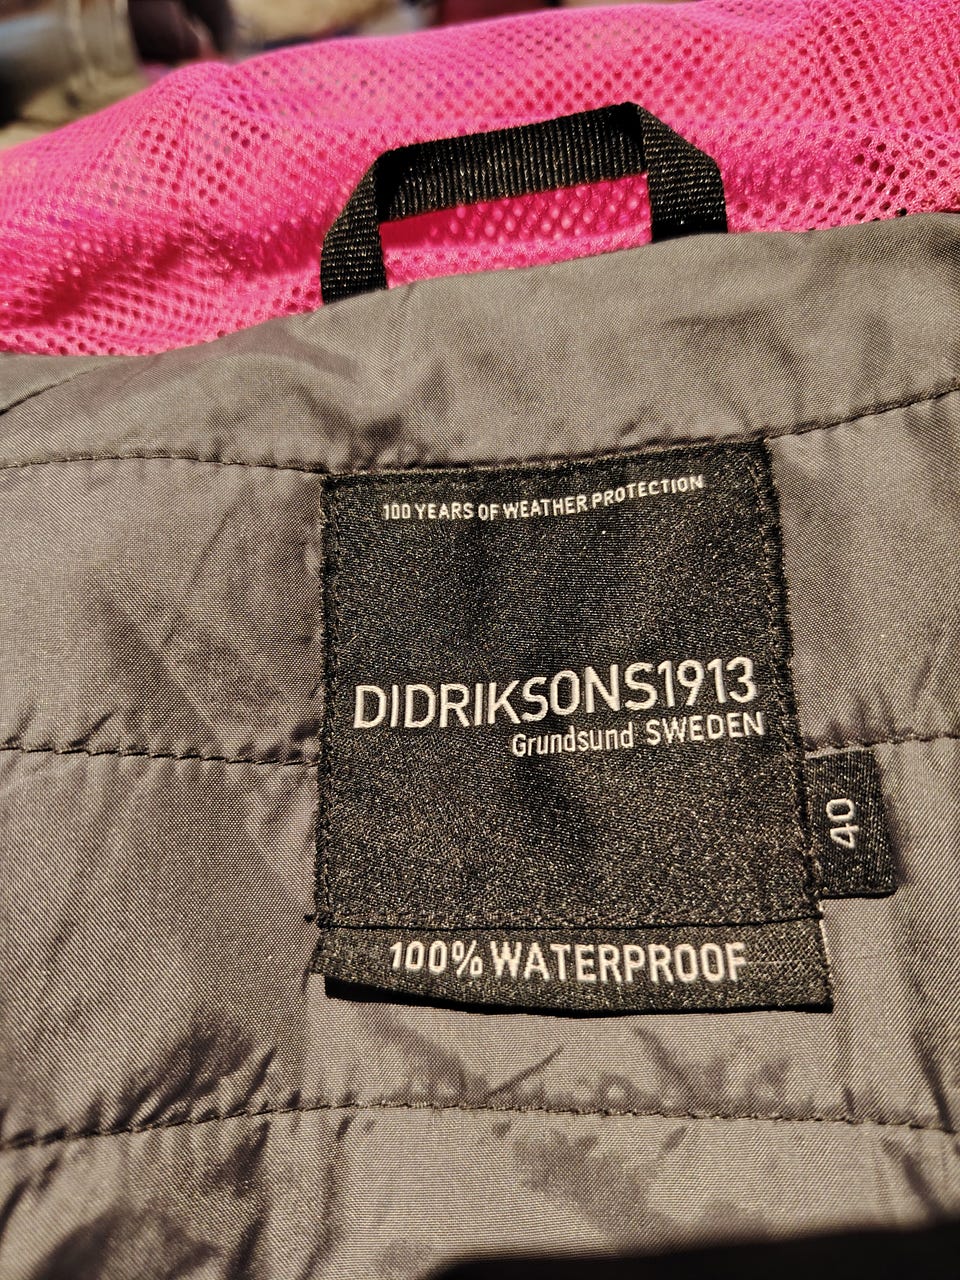 100 YEARS OF WEATHER PROTECTION
DIDRIKSONS1913
Grundsund SWEDEN
40
100% WATERPROOF